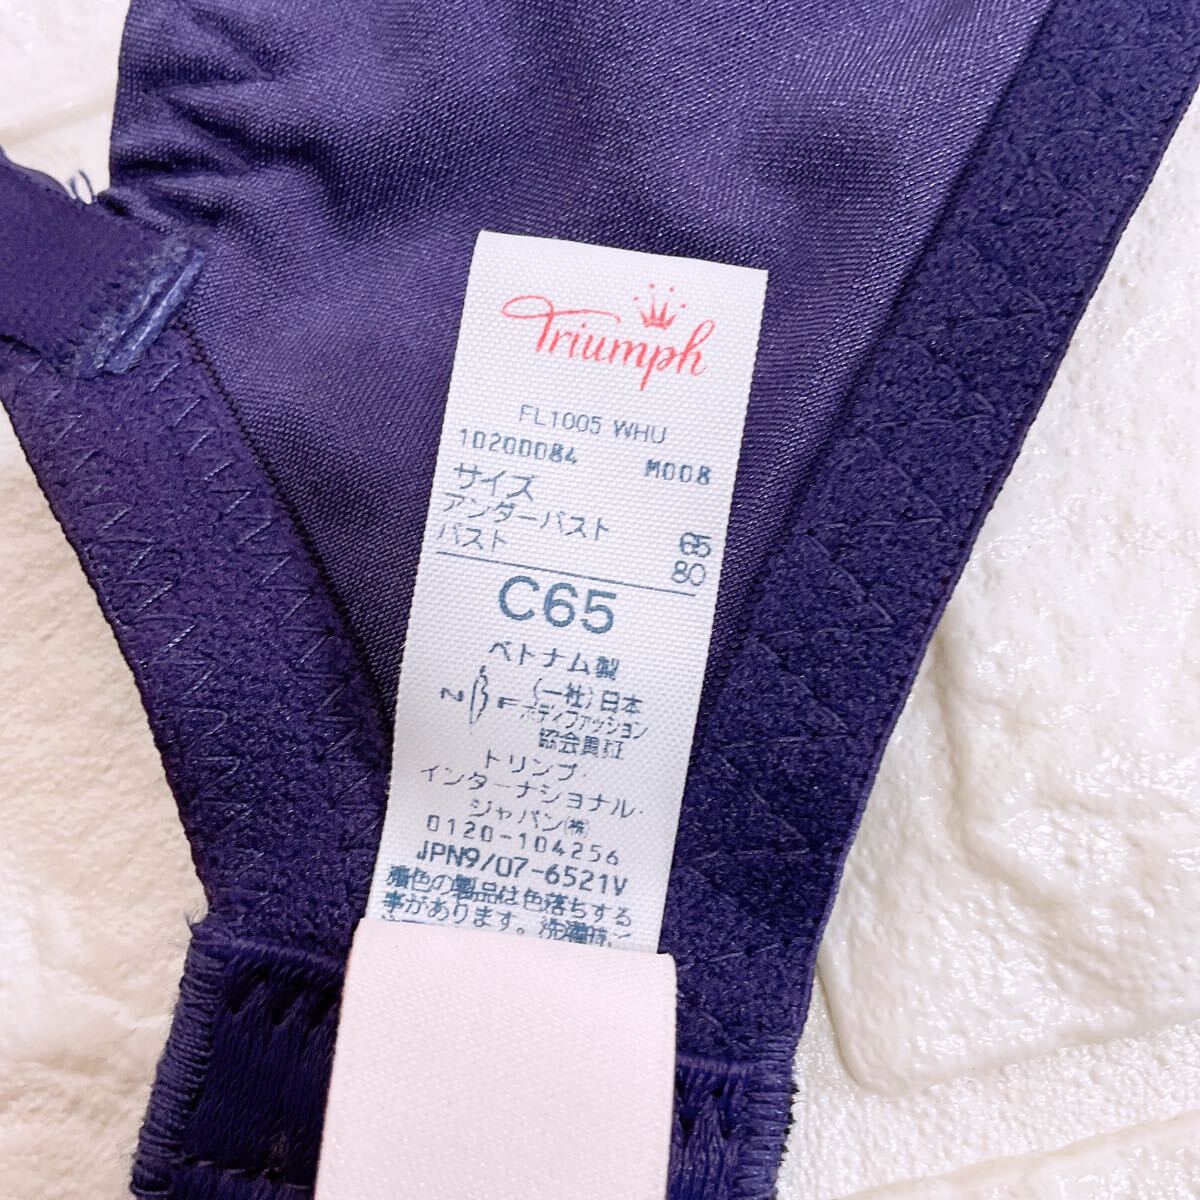 Triumph
FL1005 WHU
10200084 M008
サイズ
アンダーバスト 65
バスト 80
C65
ベトナム製
(一社)日本
N F ボディファッション
協会員証
トリンプ・
インターナショナル・
ジャパン(株)
0120-104256
JPN9/07-6521V
濃色の製品は色落ちする
事があります。洗濯時、